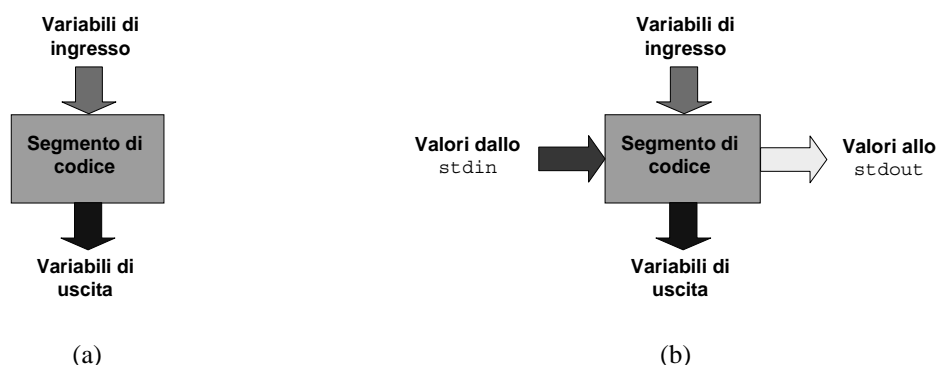 Variabili di
ingresso
Segmento di
codice
Variabili di
uscita
(a)
Variabili di
ingresso
Valori dallo
stdin
Segmento di
codice
Valori allo
stdout
Variabili di
uscita
(b)